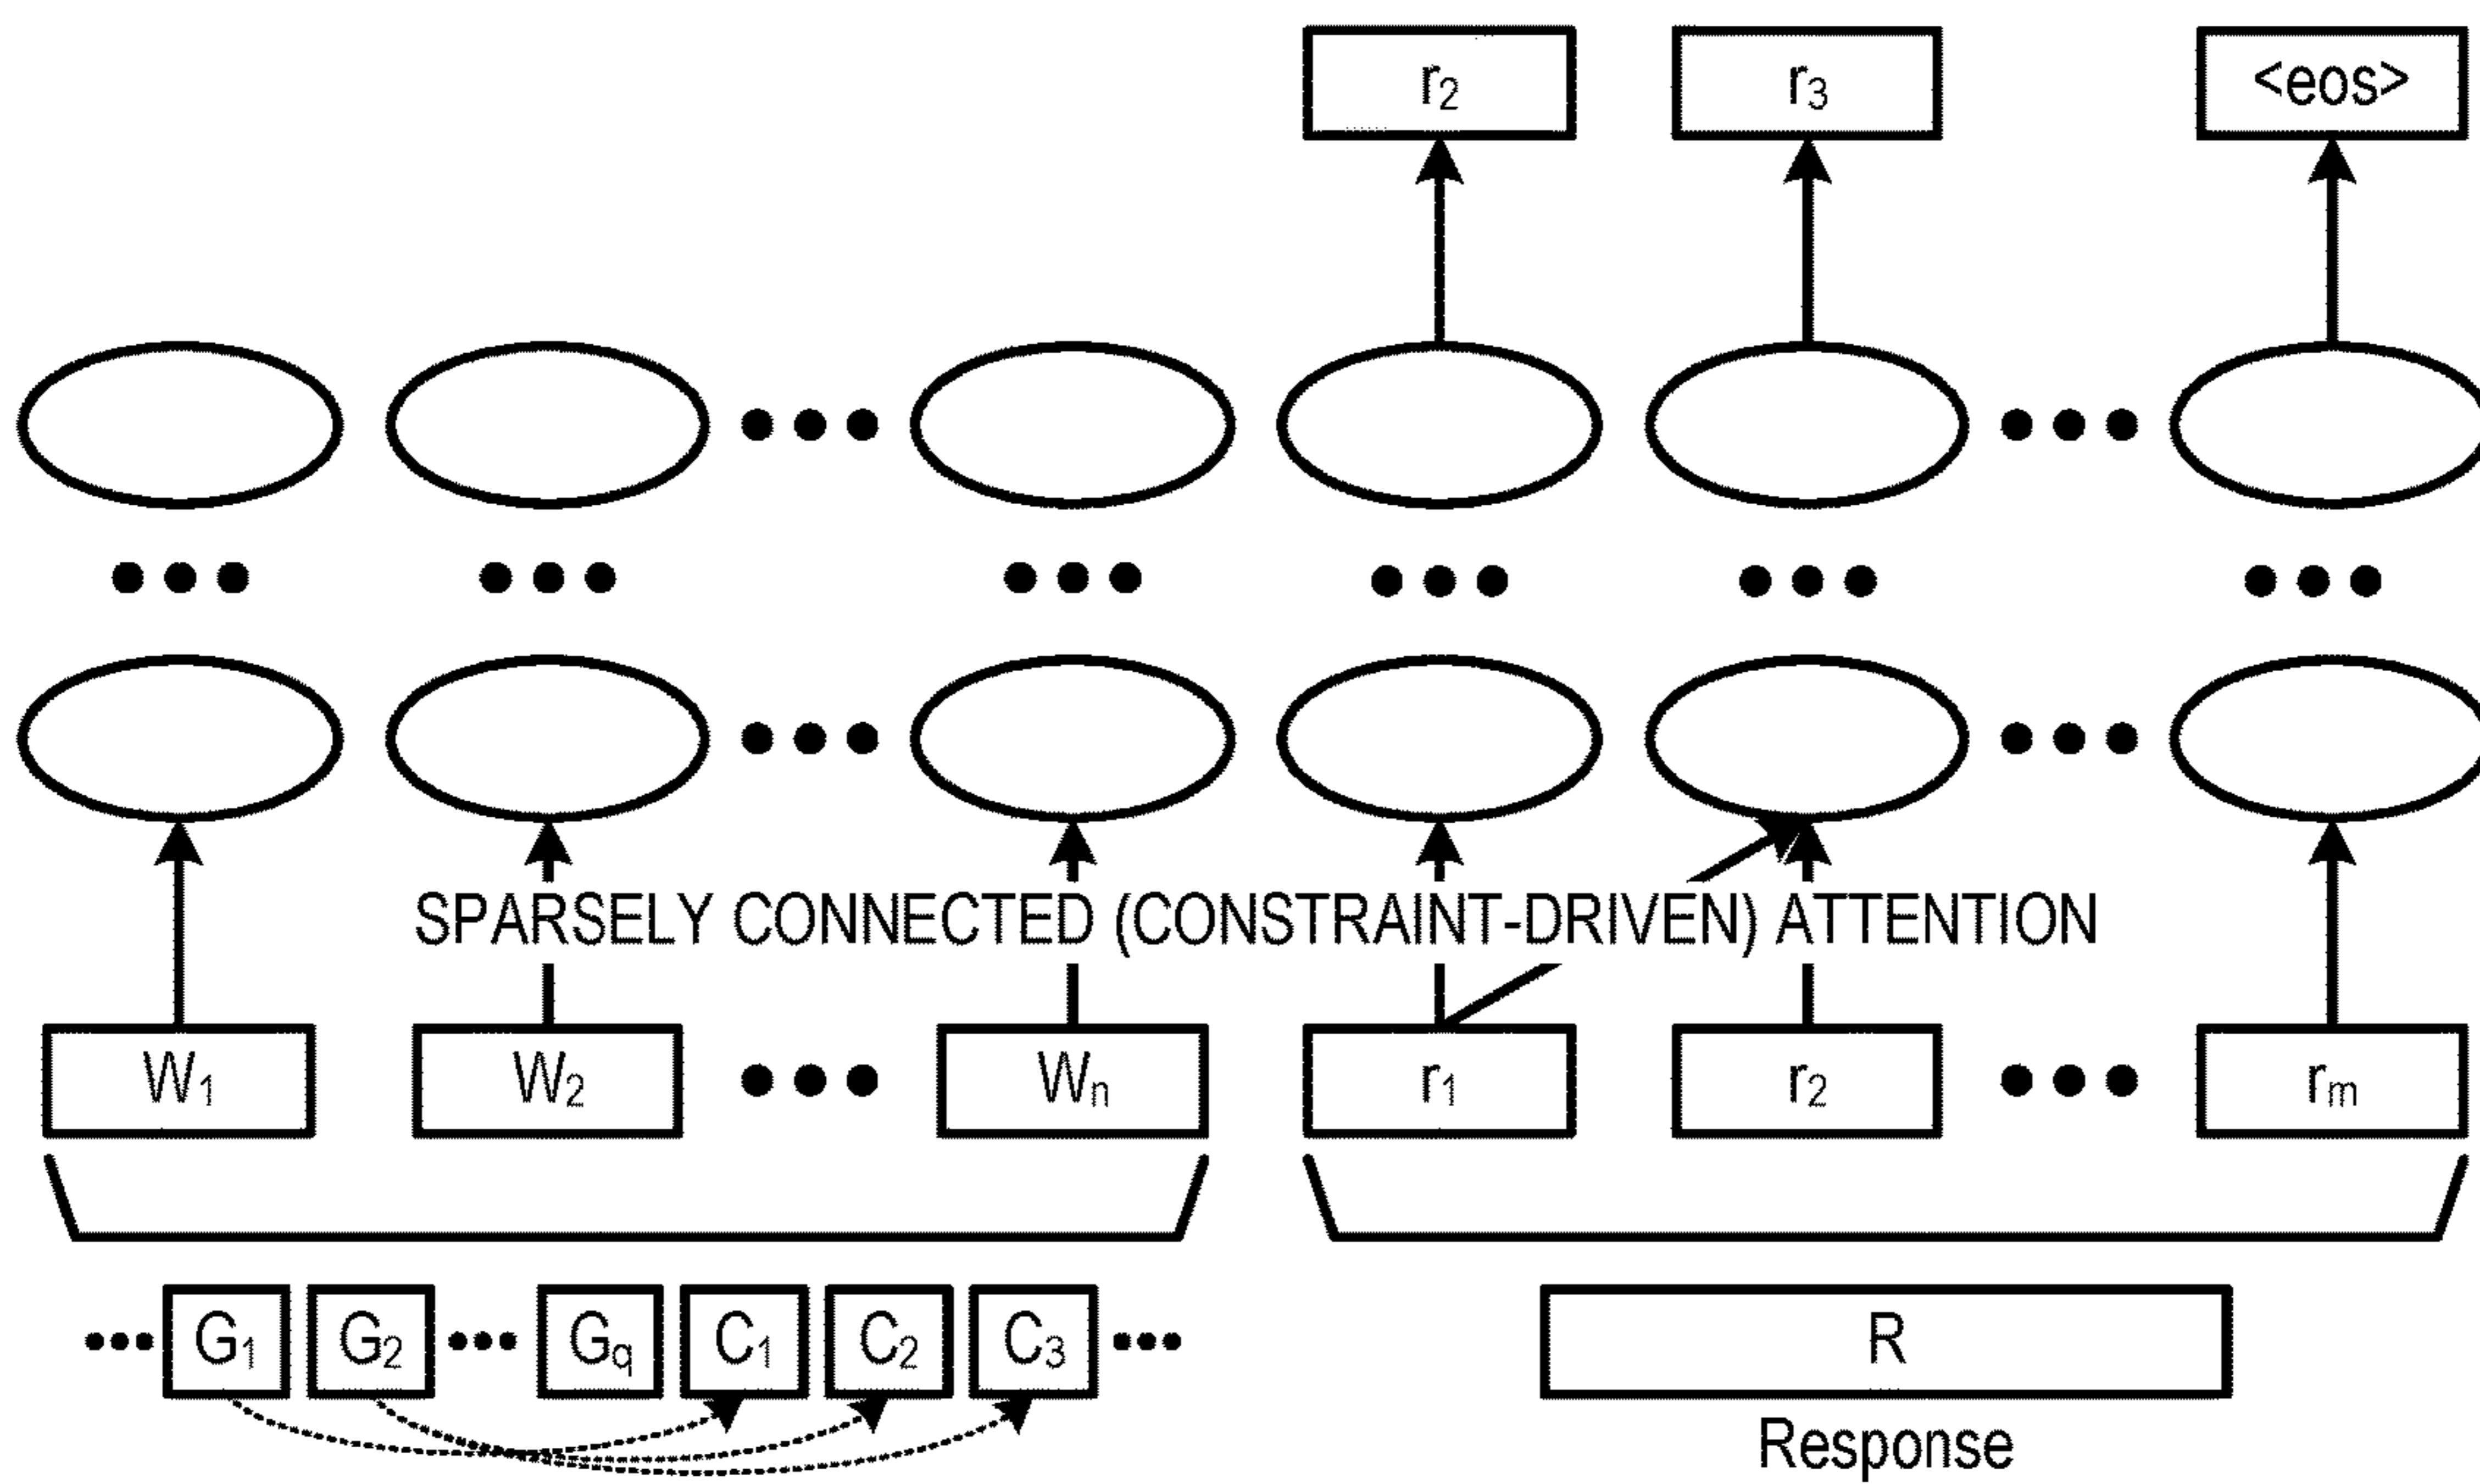 r₂ r₃ <eos>
SPARSELY CONNECTED (CONSTRAINT-DRIVEN) ATTENTION
W₁ W₂ Wₙ r₁ r₂ rₘ
G₁ G₂ G_q C₁ C₂ C₃ R
Response